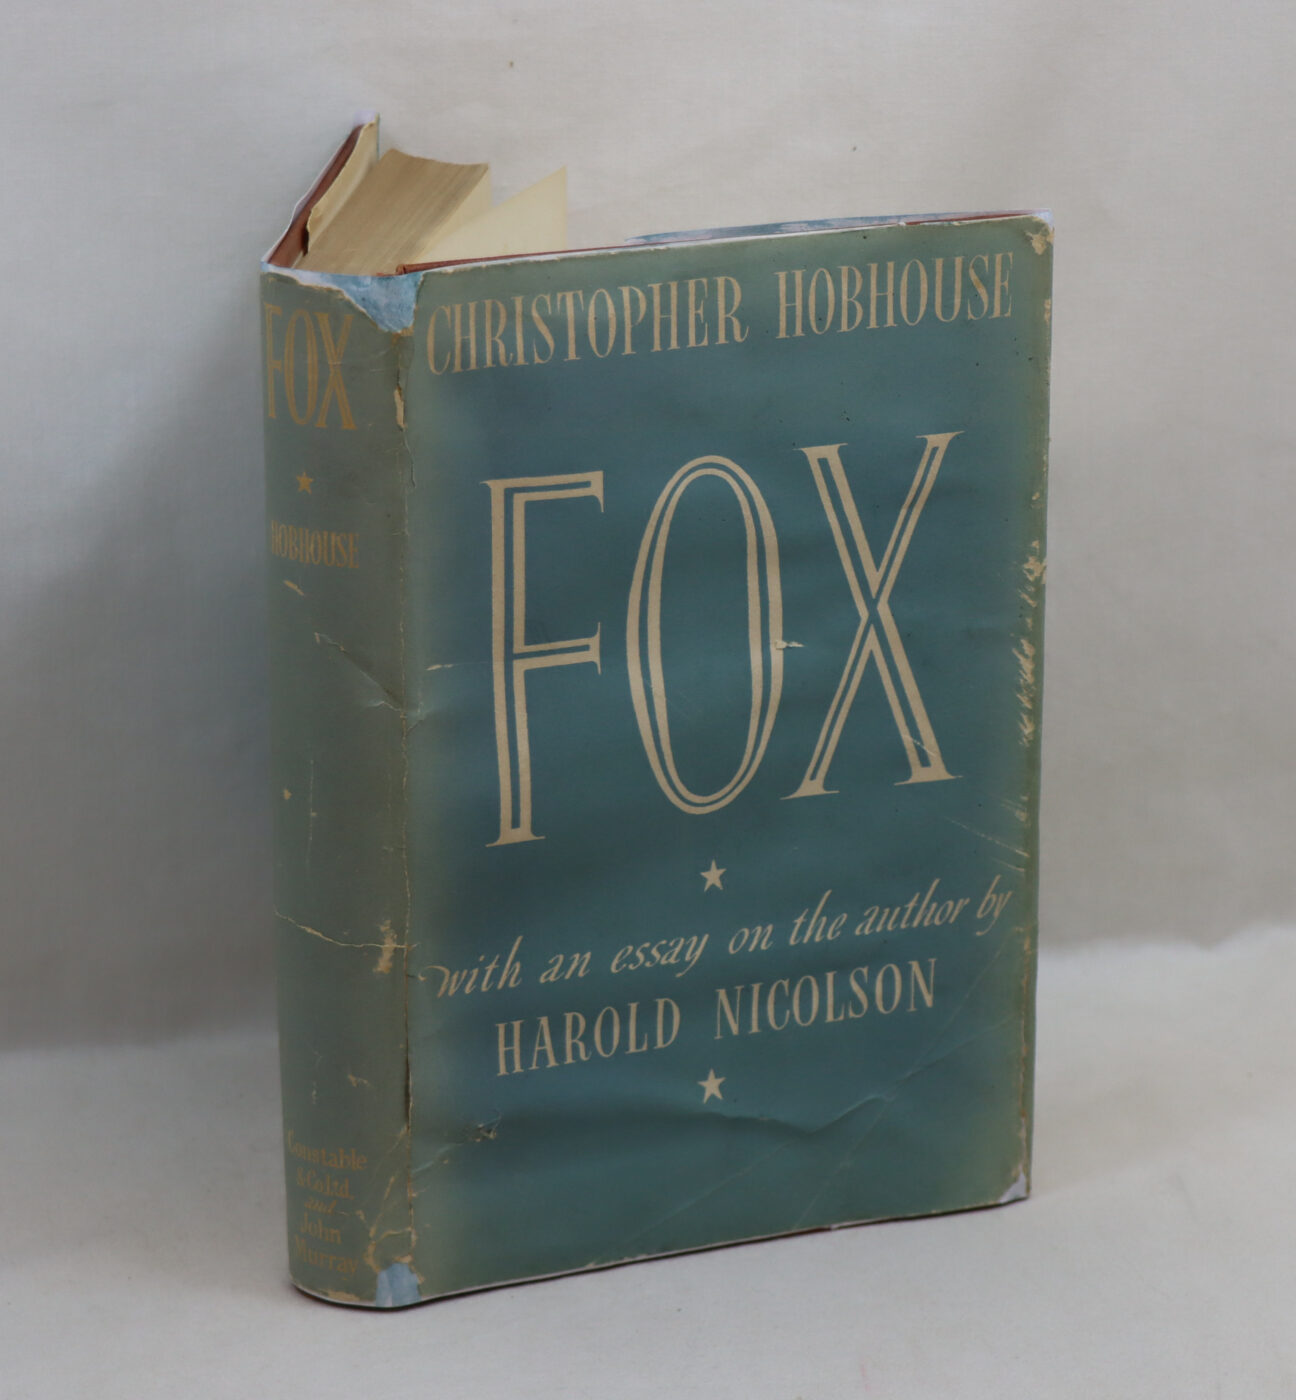 FOX
HOBHOUSE
Constable
& Co Ltd
and
John
Murray
CHRISTOPHER HOBHOUSE
FOX
with an essay on the author by
HAROLD NICOLSON